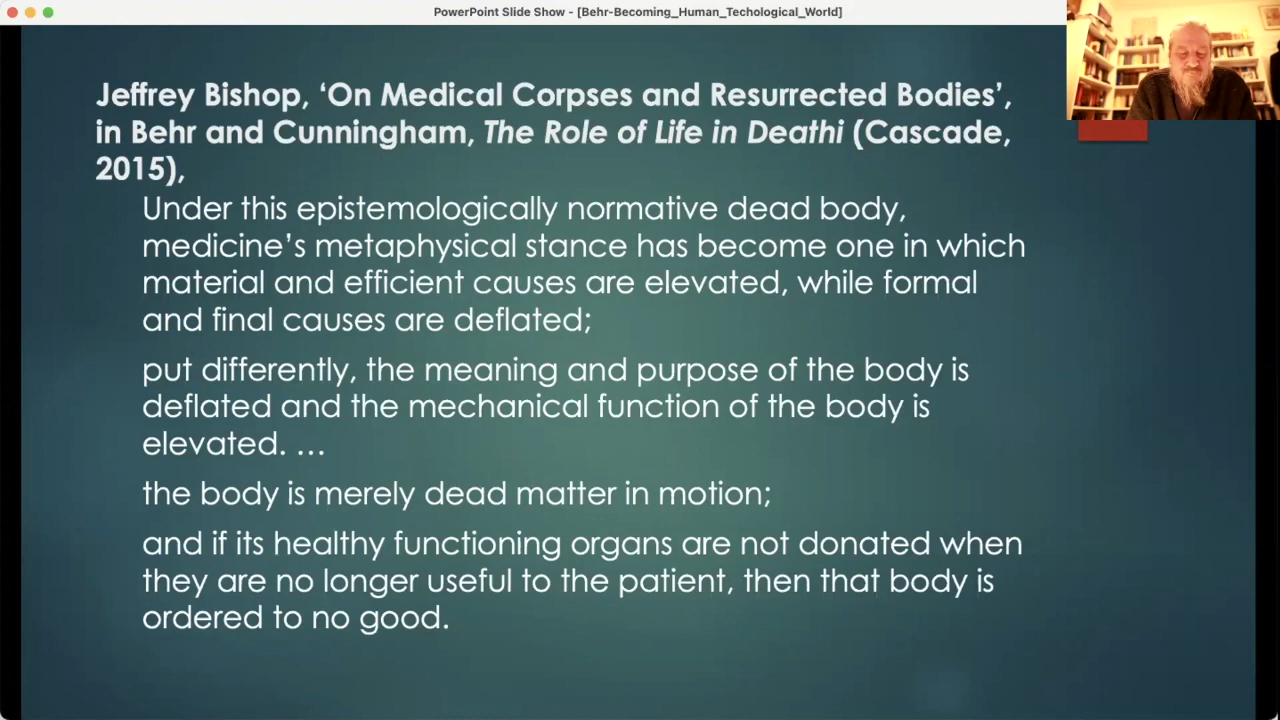 PowerPoint Slide Show - [Behr-Becoming_Human_Techological_World]
Jeffrey Bishop, ‘On Medical Corpses and Resurrected Bodies’,
in Behr and Cunningham, The Role of Life in Deathi (Cascade,
2015),
Under this epistemologically normative dead body,
medicine’s metaphysical stance has become one in which
material and efficient causes are elevated, while formal
and final causes are deflated;
put differently, the meaning and purpose of the body is
deflated and the mechanical function of the body is
elevated. …
the body is merely dead matter in motion;
and if its healthy functioning organs are not donated when
they are no longer useful to the patient, then that body is
ordered to no good.